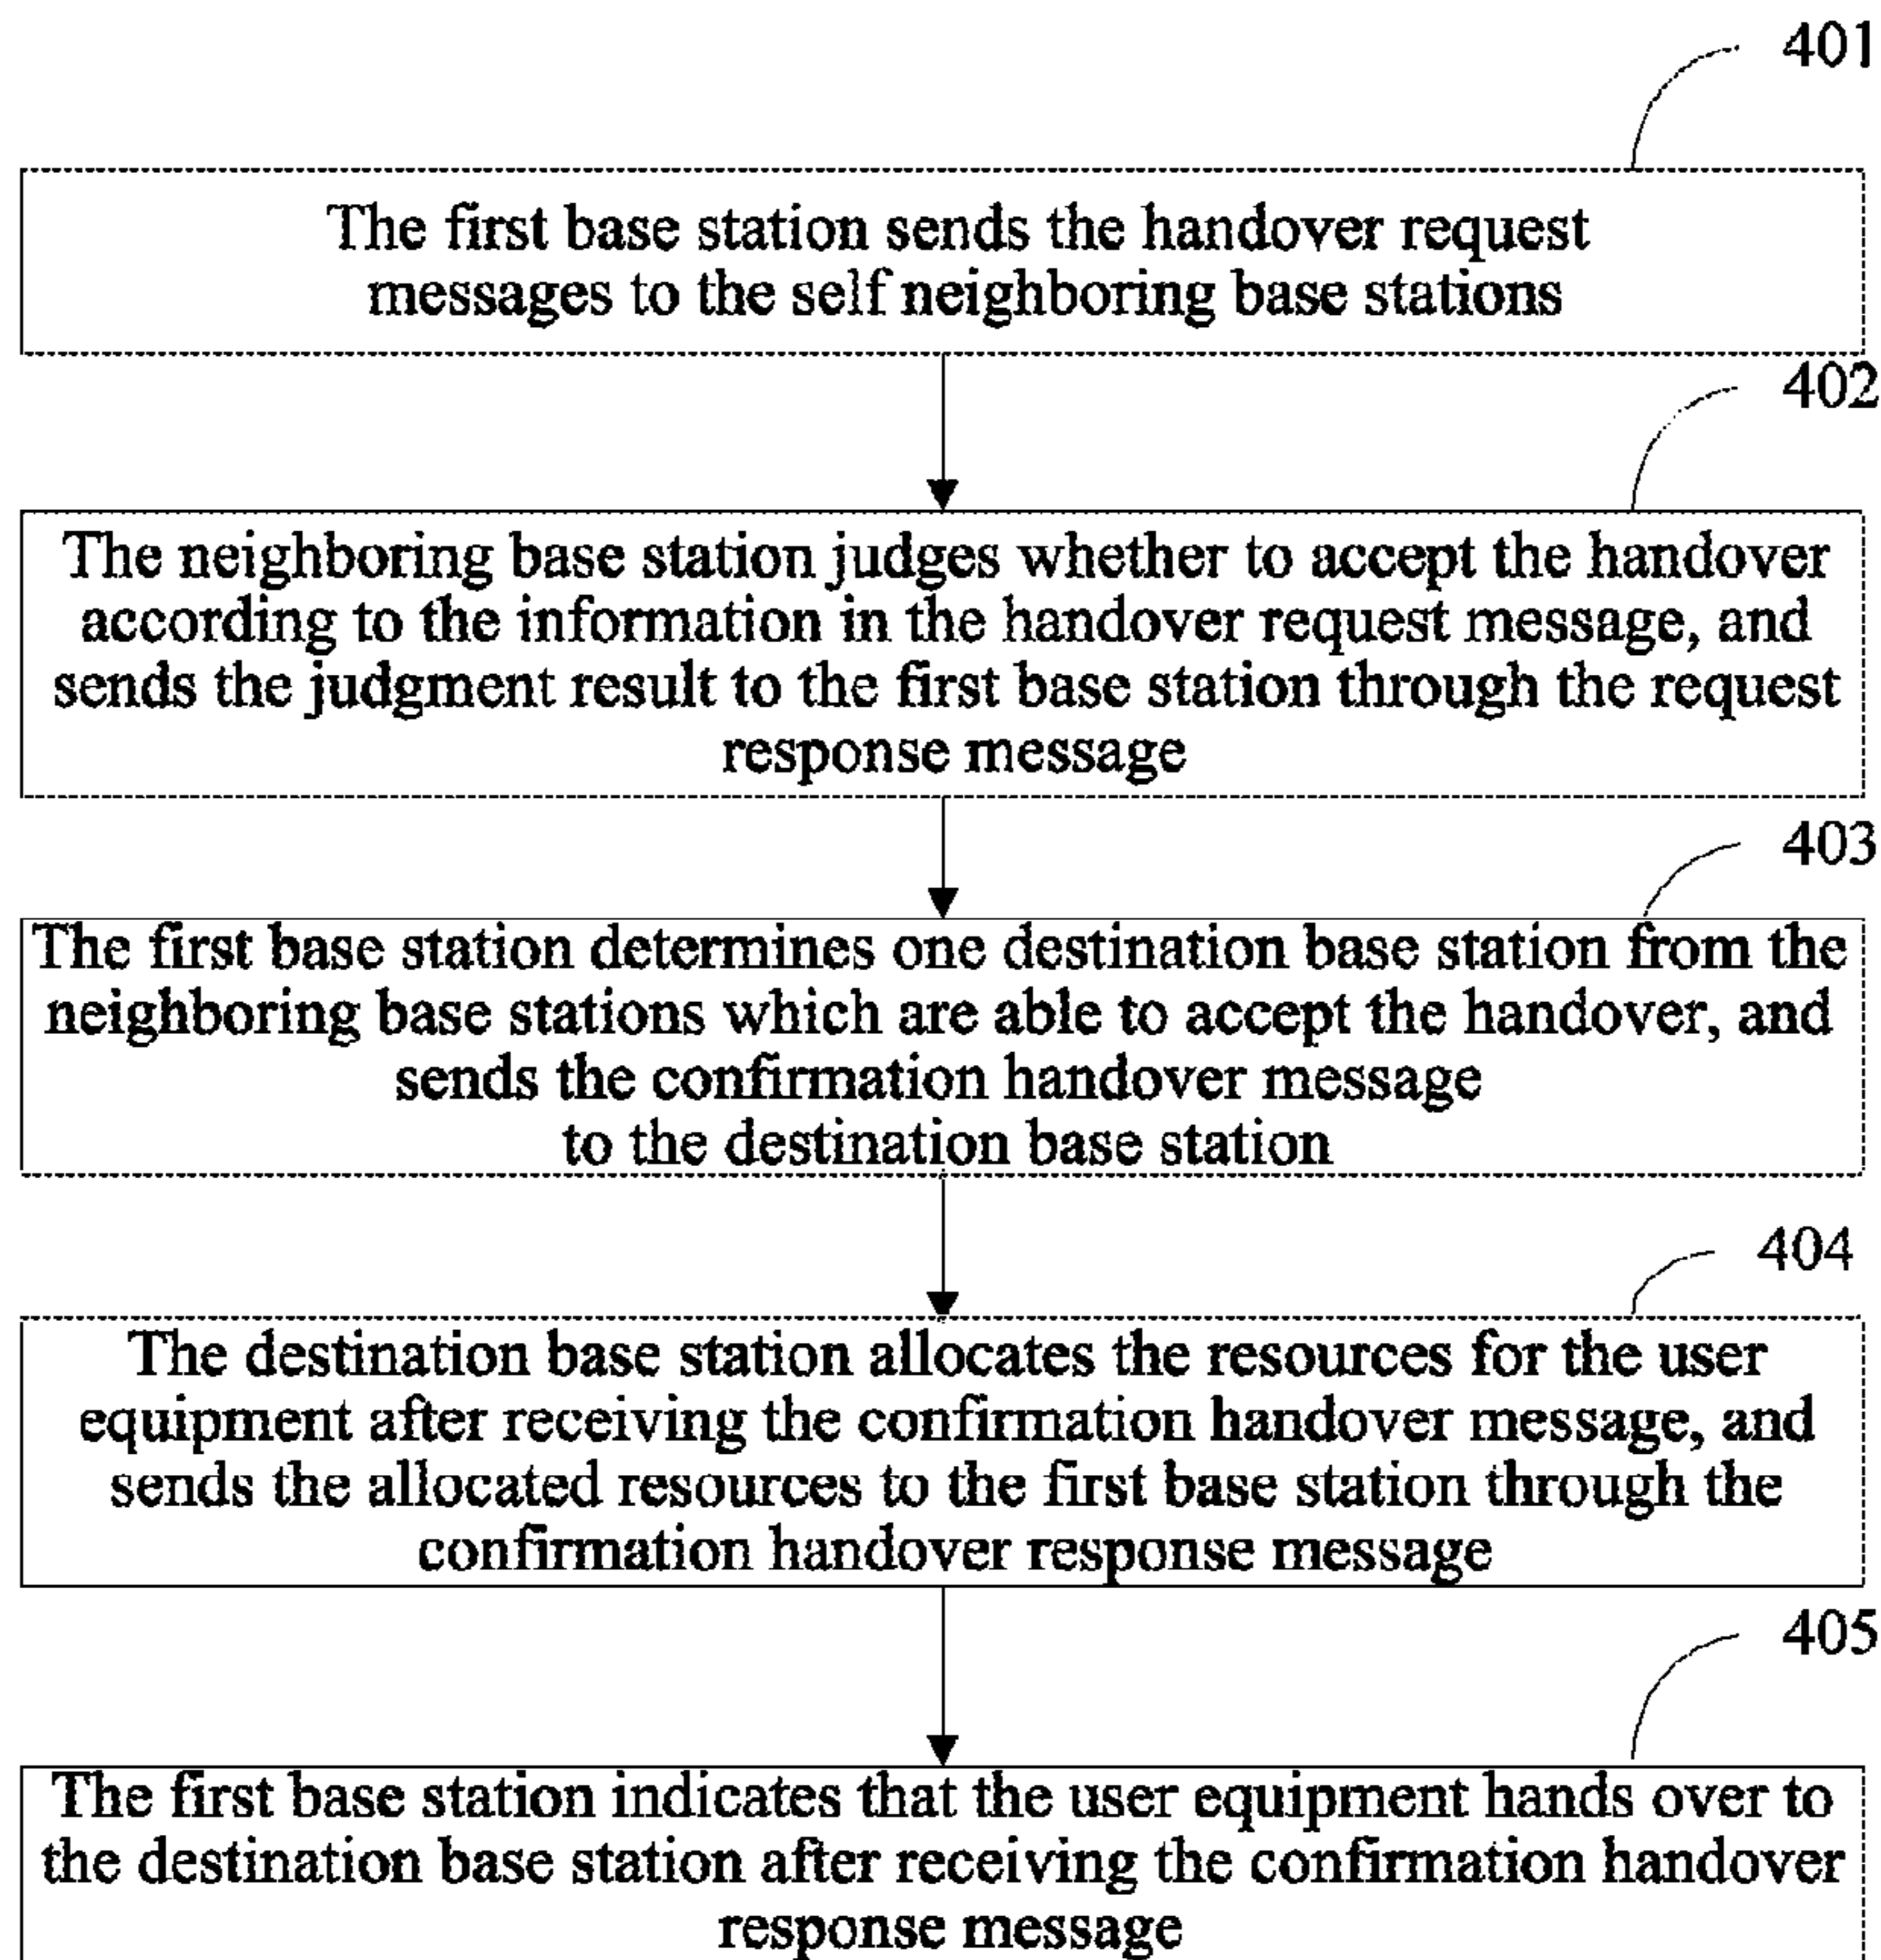 401
The first base station sends the handover request
messages to the self neighboring base stations
402
The neighboring base station judges whether to accept the handover
according to the information in the handover request message, and
sends the judgment result to the first base station through the request
response message
403
The first base station determines one destination base station from the
neighboring base stations which are able to accept the handover, and
sends the confirmation handover message
to the destination base station
404
The destination base station allocates the resources for the user
equipment after receiving the confirmation handover message, and
sends the allocated resources to the first base station through the
confirmation handover response message
405
The first base station indicates that the user equipment hands over to
the destination base station after receiving the confirmation handover
response message